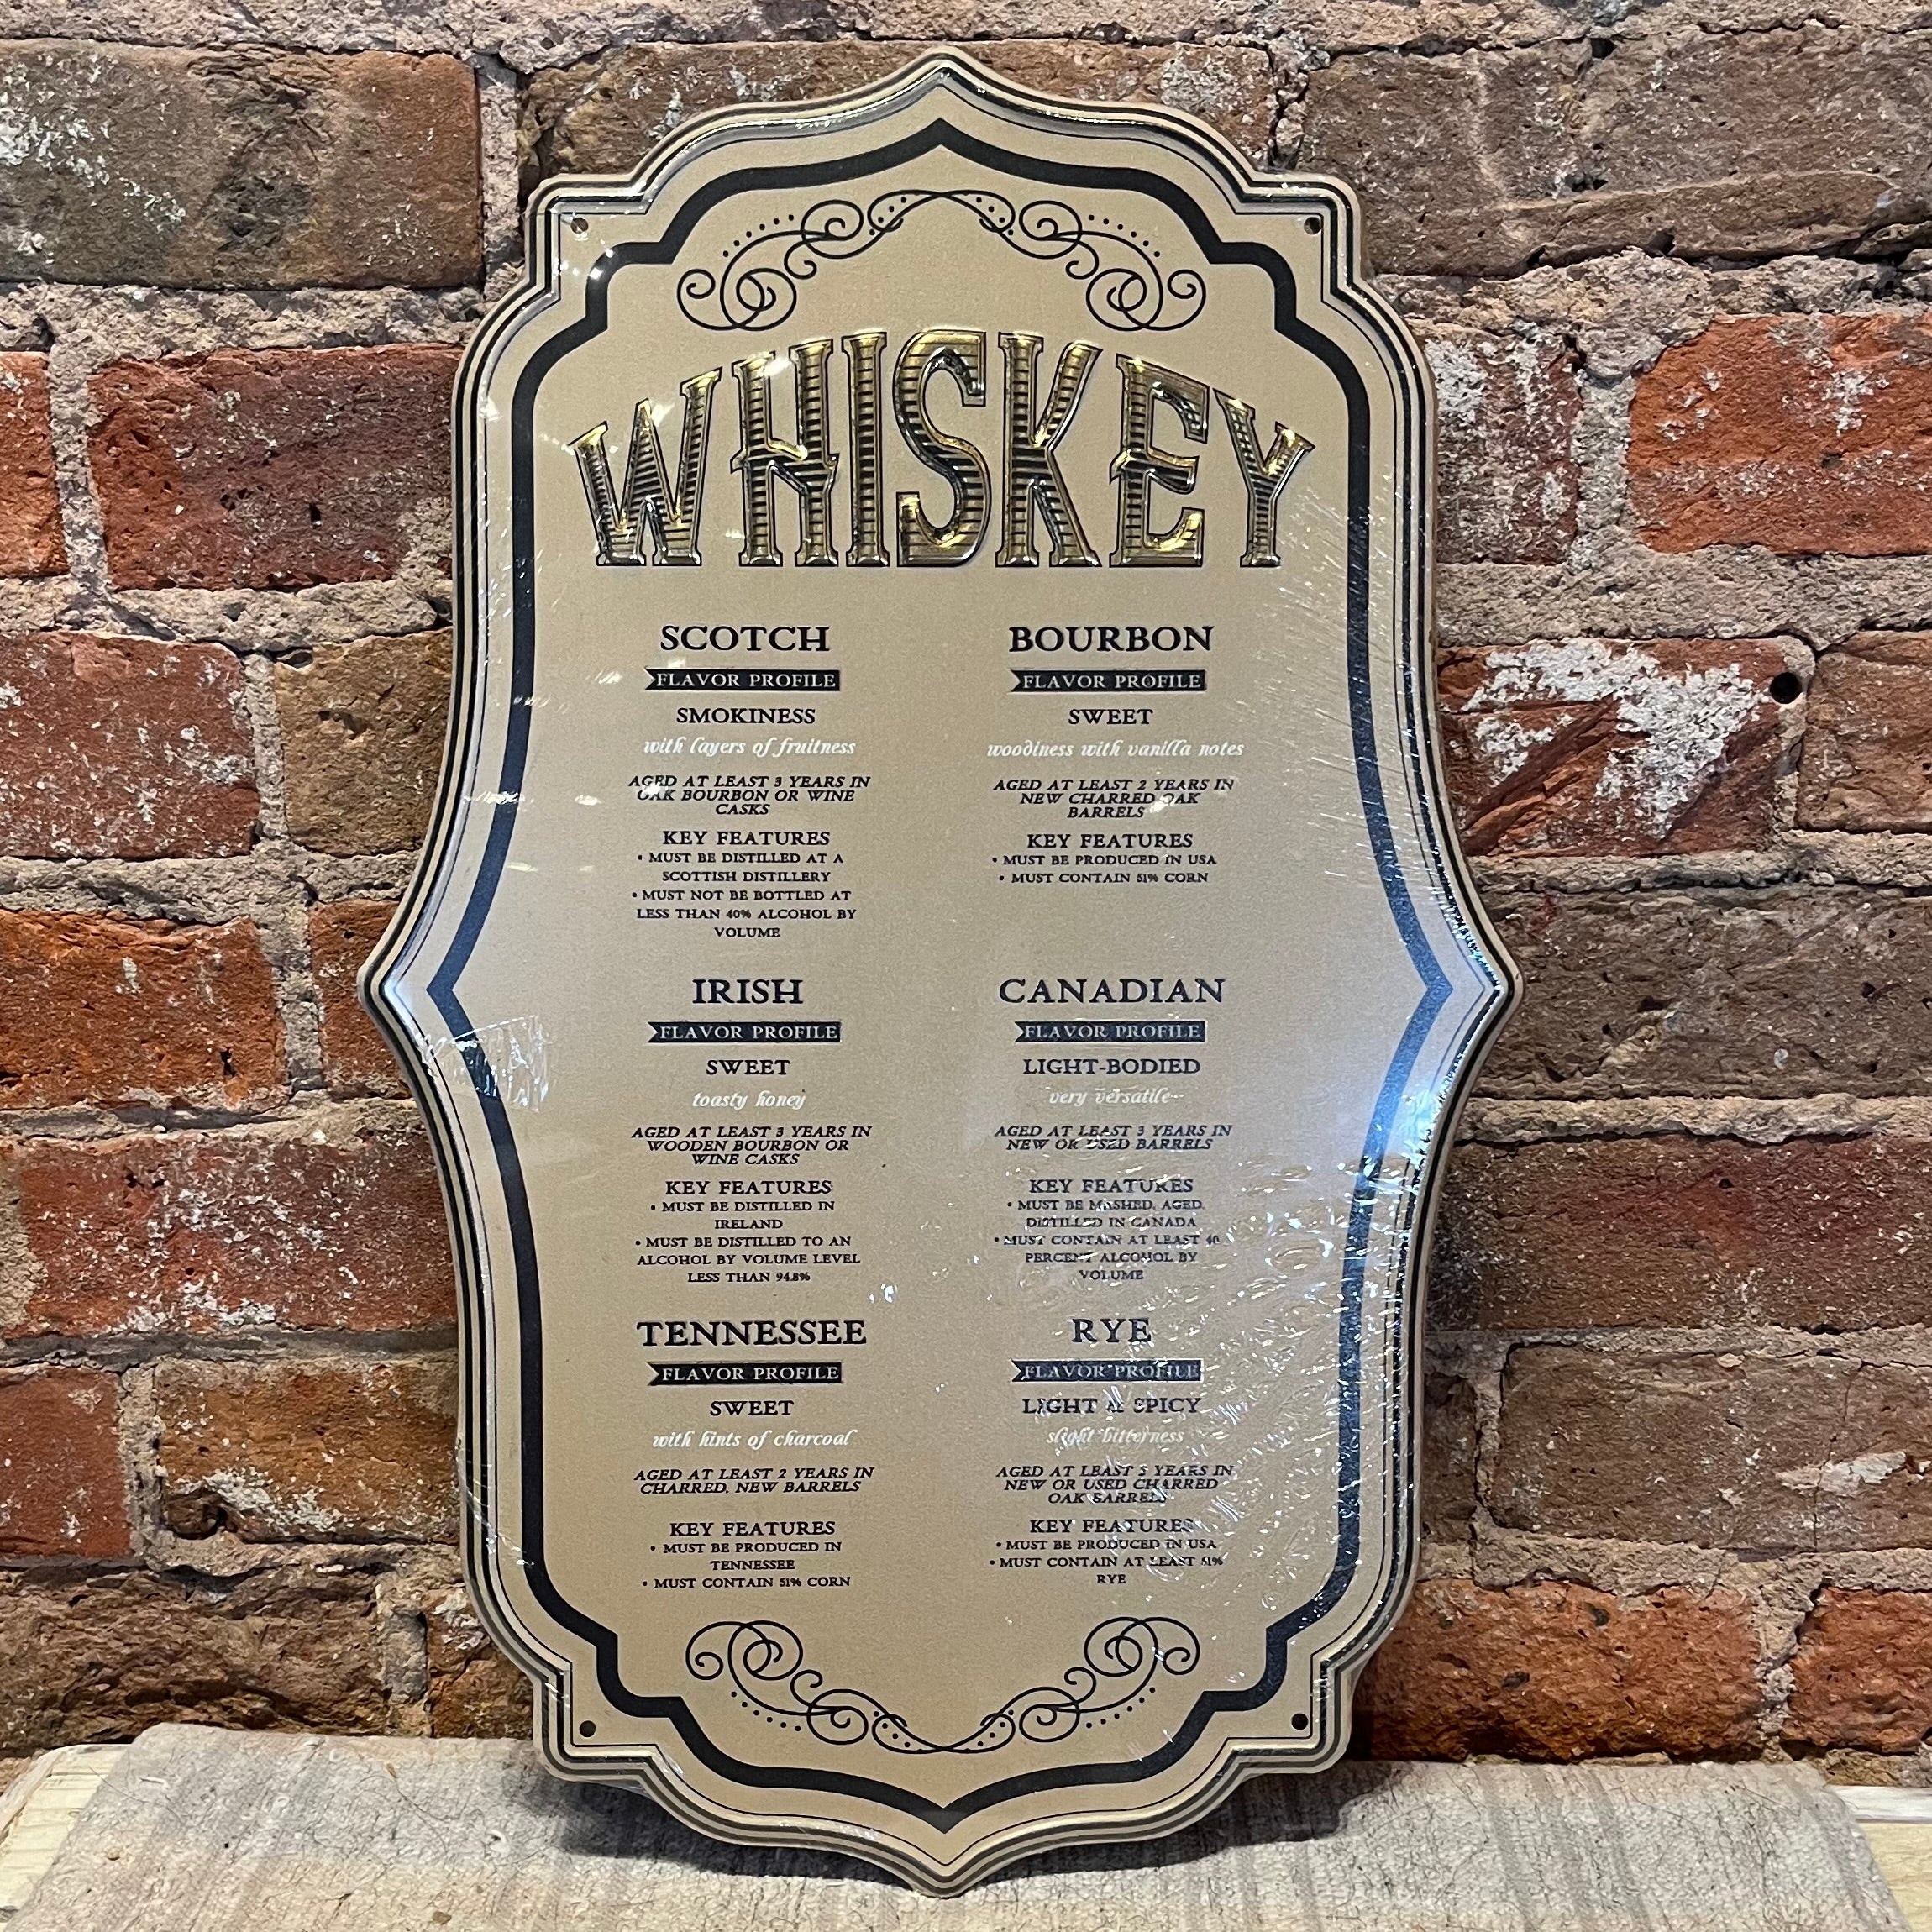 WHISKEY
SCOTCH
FLAVOR PROFILE
SMOKINESS
with layers of fruitness
AGED AT LEAST 3 YEARS IN
OAK BOURBON OR WINE
CASKS
KEY FEATURES
• MUST BE DISTILLED AT A
SCOTTISH DISTILLERY
• MUST NOT BE BOTTLED AT
LESS THAN 40% ALCOHOL BY
VOLUME
BOURBON
FLAVOR PROFILE
SWEET
woodiness with vanilla notes
AGED AT LEAST 2 YEARS IN
NEW CHARRED OAK
BARRELS
KEY FEATURES
• MUST BE PRODUCED IN USA
• MUST CONTAIN 51% CORN
IRISH
FLAVOR PROFILE
SWEET
toasty honey
AGED AT LEAST 3 YEARS IN
WOODEN BOURBON OR
WINE CASKS
KEY FEATURES
• MUST BE DISTILLED IN
IRELAND
• MUST BE DISTILLED TO AN
ALCOHOL BY VOLUME LEVEL
LESS THAN 94.8%
CANADIAN
FLAVOR PROFILE
LIGHT-BODIED
very versatile
AGED AT LEAST 3 YEARS IN
NEW OR USED BARRELS
KEY FEATURES
• MUST BE MASHED, AGED,
DISTILLED IN CANADA
• MUST CONTAIN AT LEAST 40
PERCENT ALCOHOL BY
VOLUME
TENNESSEE
FLAVOR PROFILE
SWEET
with hints of charcoal
AGED AT LEAST 2 YEARS IN
CHARRED, NEW BARRELS
KEY FEATURES
• MUST BE PRODUCED IN
TENNESSEE
• MUST CONTAIN 51% CORN
RYE
FLAVOR PROFILE
LIGHT & SPICY
slight bitterness
AGED AT LEAST YEARS IN
NEW OR USED CHARRED
OAK BARRELS
KEY FEATURES
• MUST BE PRODUCED IN USA
• MUST CONTAIN AT LEAST 51%
RYE